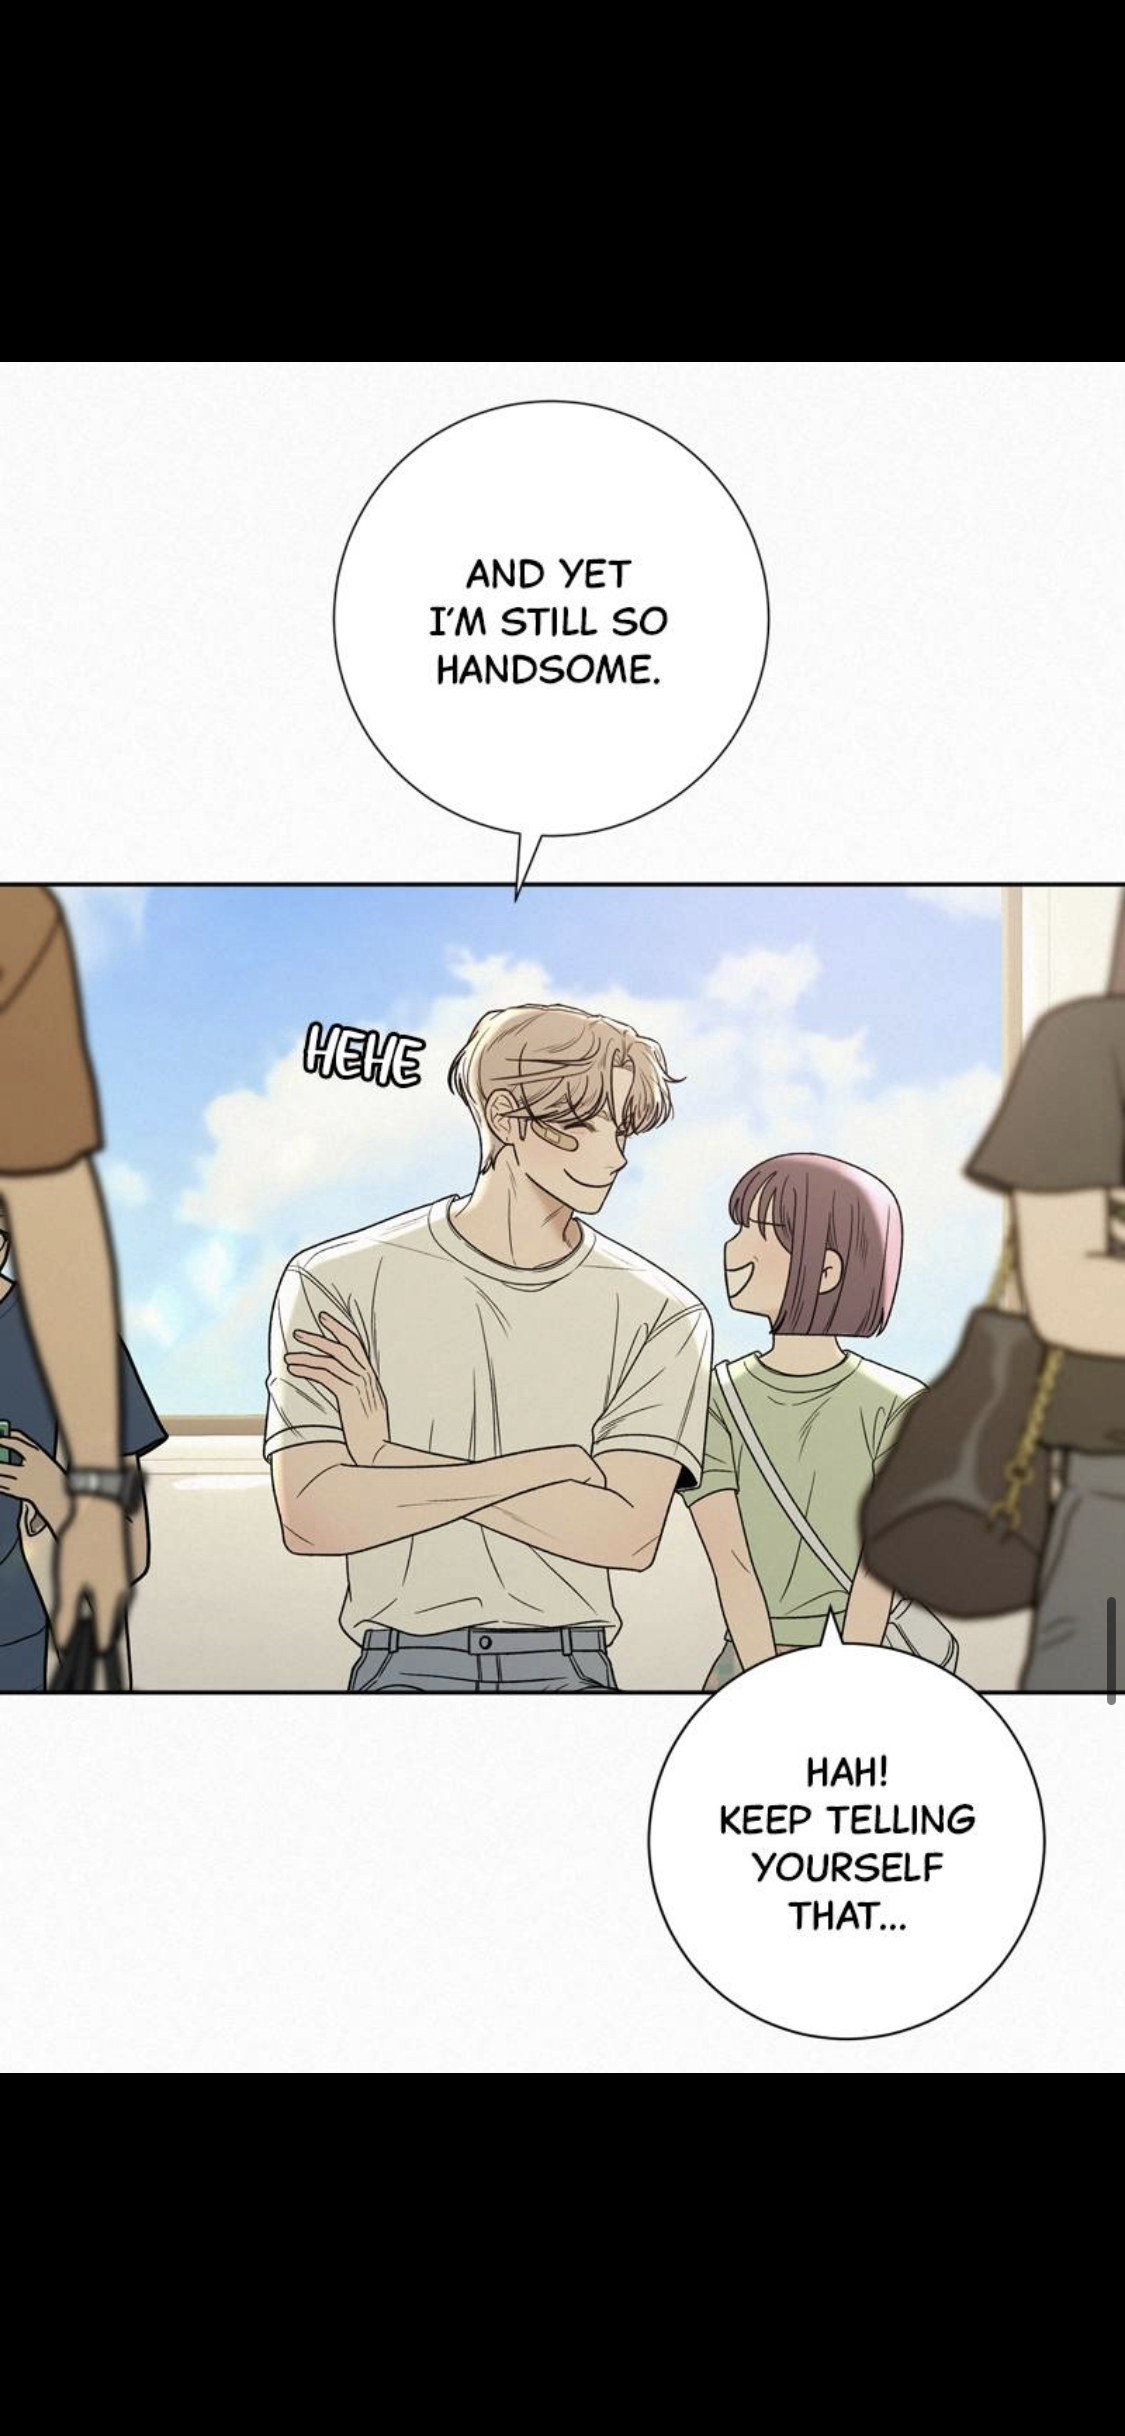 AND YET
I'M STILL SO
HANDSOME.
HEHE
HAH!
KEEP TELLING
YOURSELF
THAT...